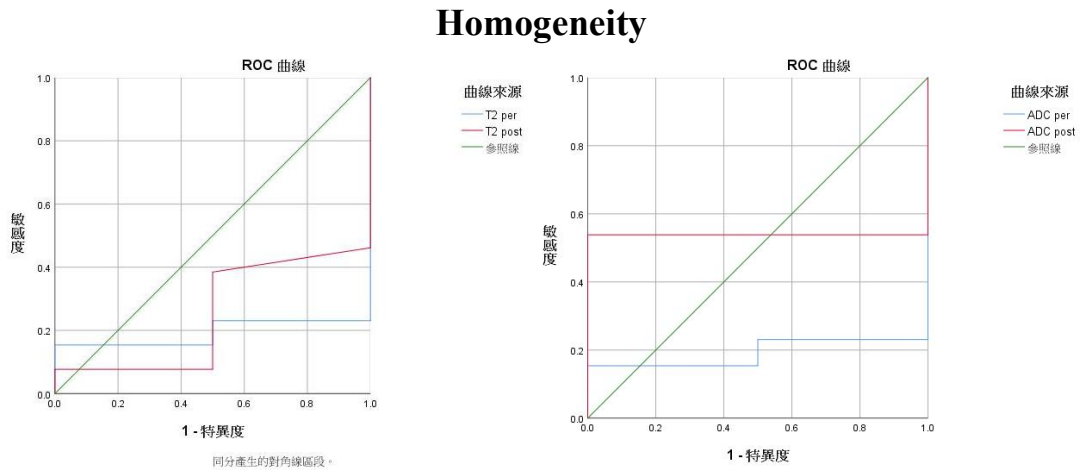 Homogeneity
ROC 曲線
曲線來源
T2 per
T2 post
參照線
1.0
0.8
0.6
0.4
0.2
0.0
敏感度
0.0 0.2 0.4 0.6 0.8 1.0
1 - 特異度
同分產生的對角線區段。
ROC 曲線
曲線來源
ADC per
ADC post
參照線
1.0
0.8
0.6
0.4
0.2
0.0
敏感度
0.0 0.2 0.4 0.6 0.8 1.0
1 - 特異度